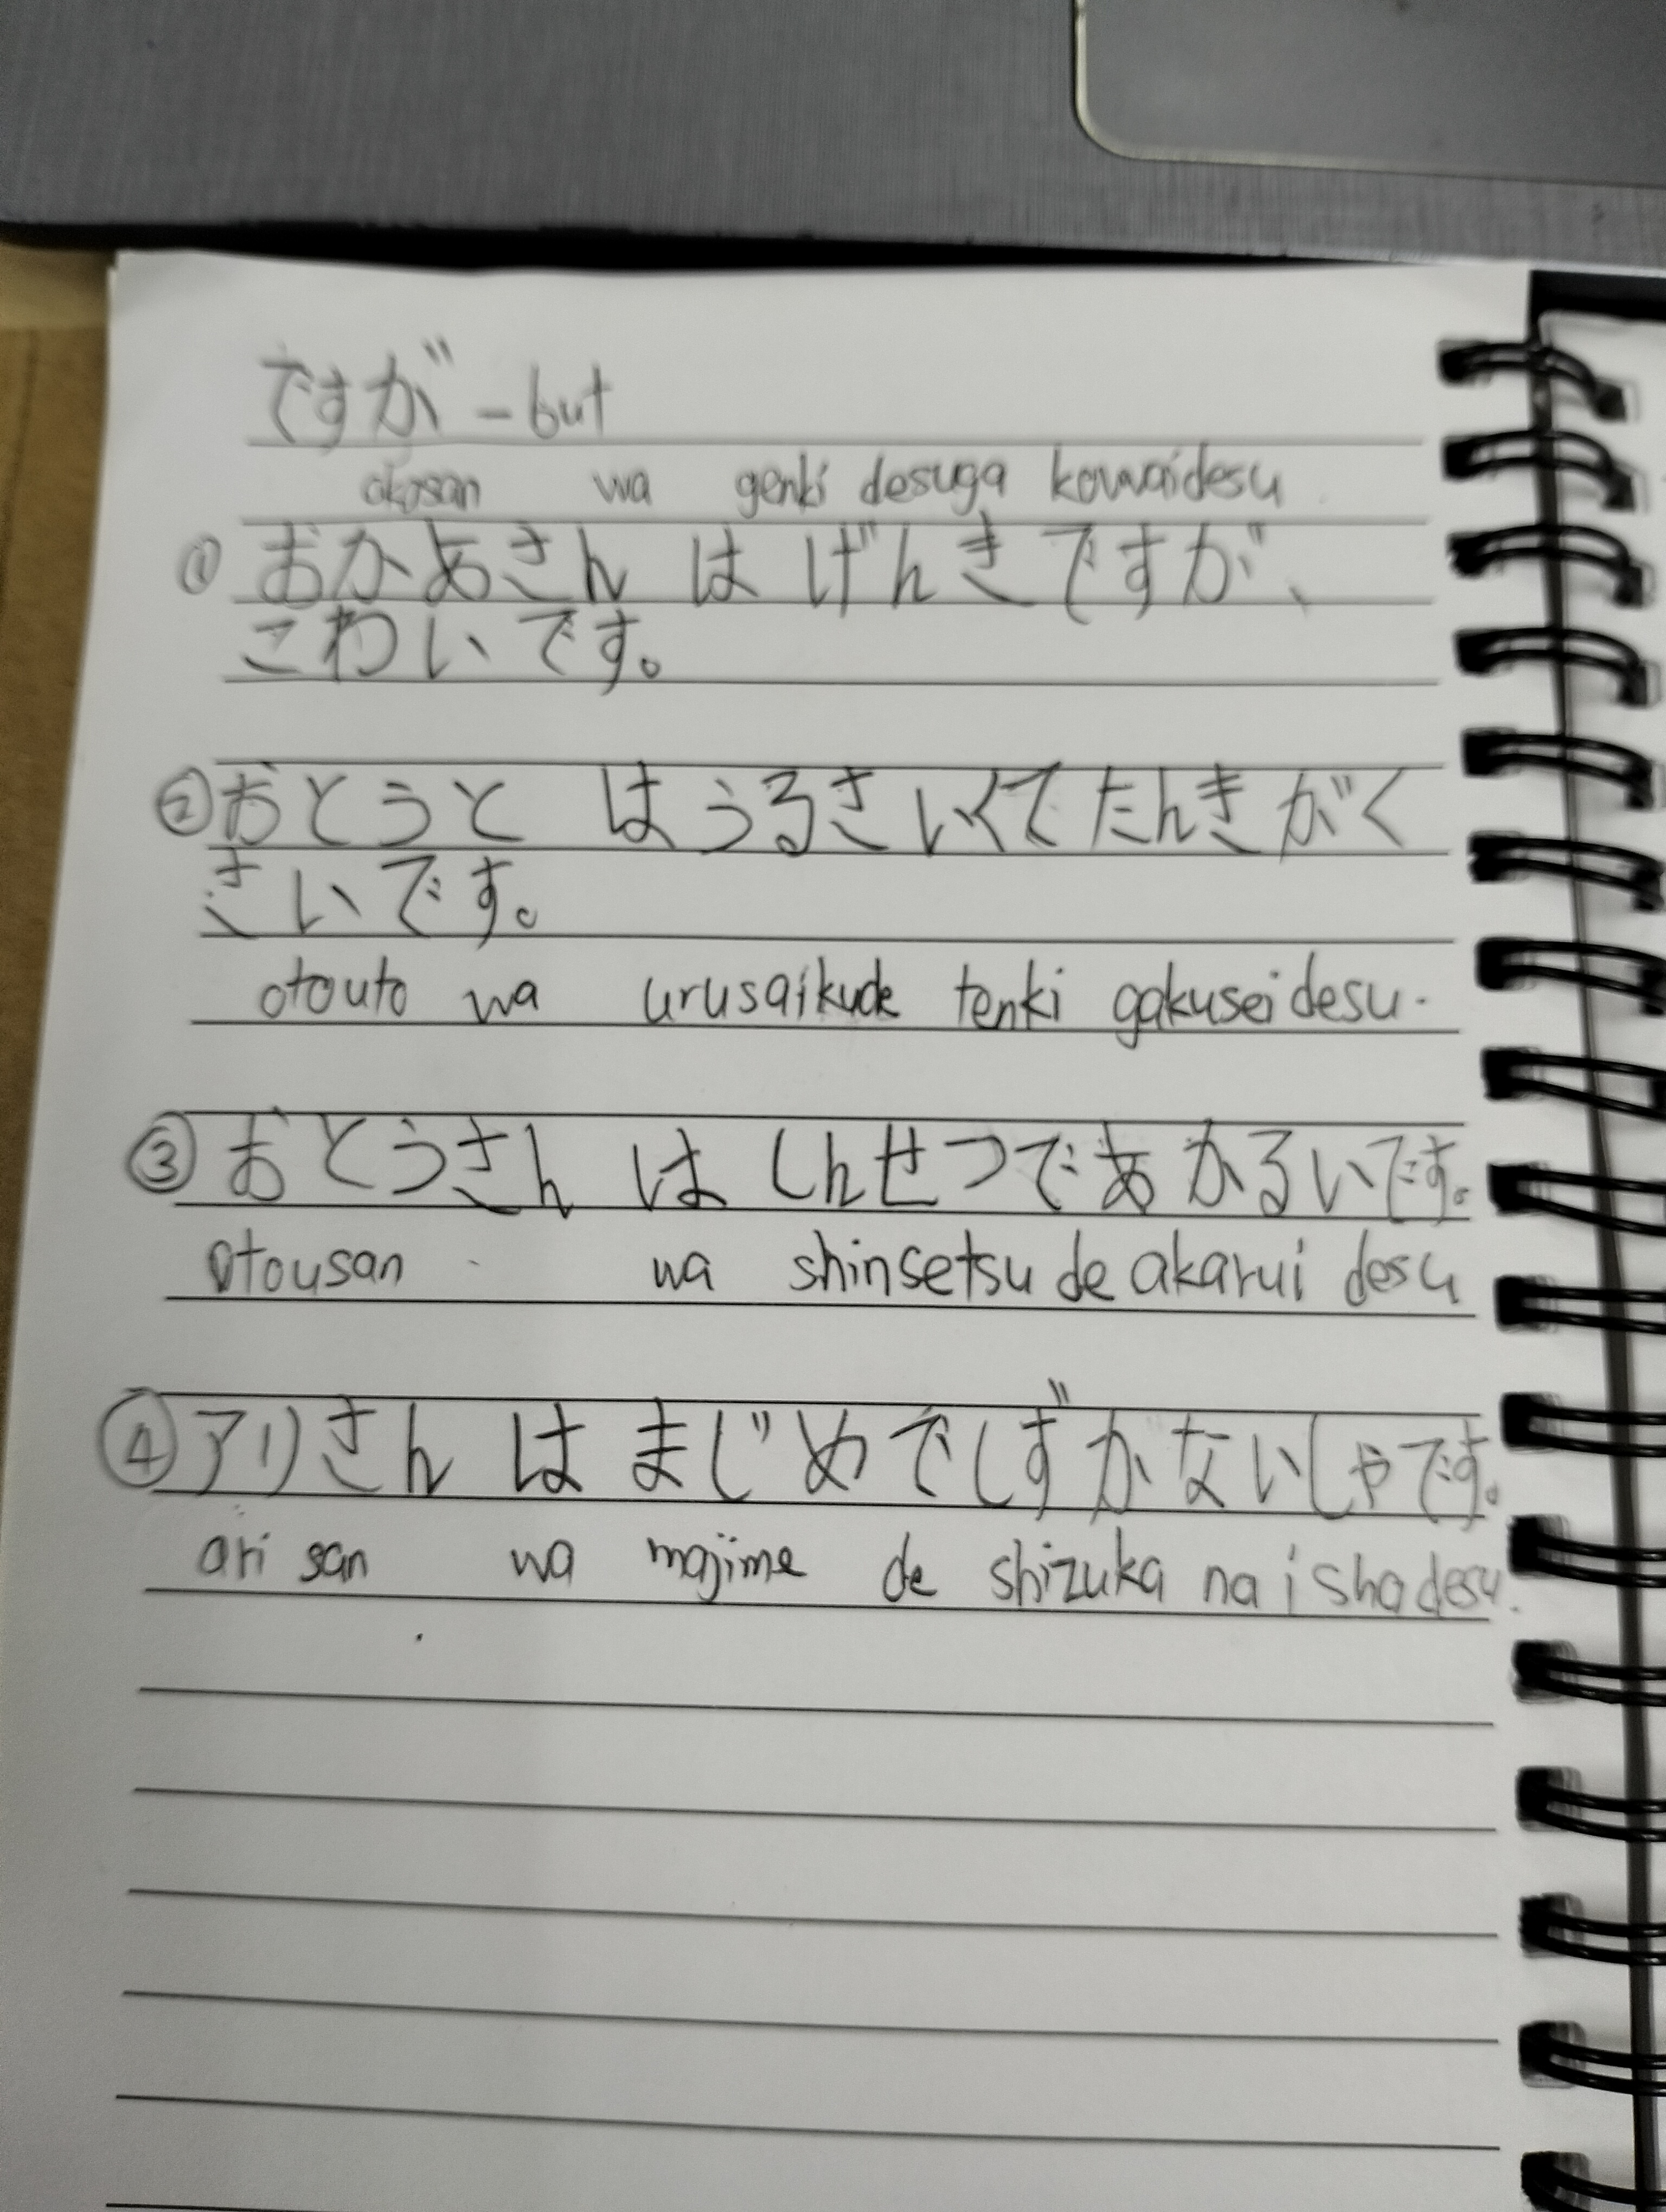 ですが - but
okasan wa genki desuga kowaidesu
① おかあさん は げんきですが、
こわいです。
② おとうと は うるさいくて たんき がく
さいです。
otouto wa urusaikude tenki gakusei desu.
③ おとうさん は しんせつで あかるいです。
otousan wa shinsetsu de akarui desu
④ アリさん は まじめ でしずかないしゃです。
ari san wa majime de shizuka na isha desu.